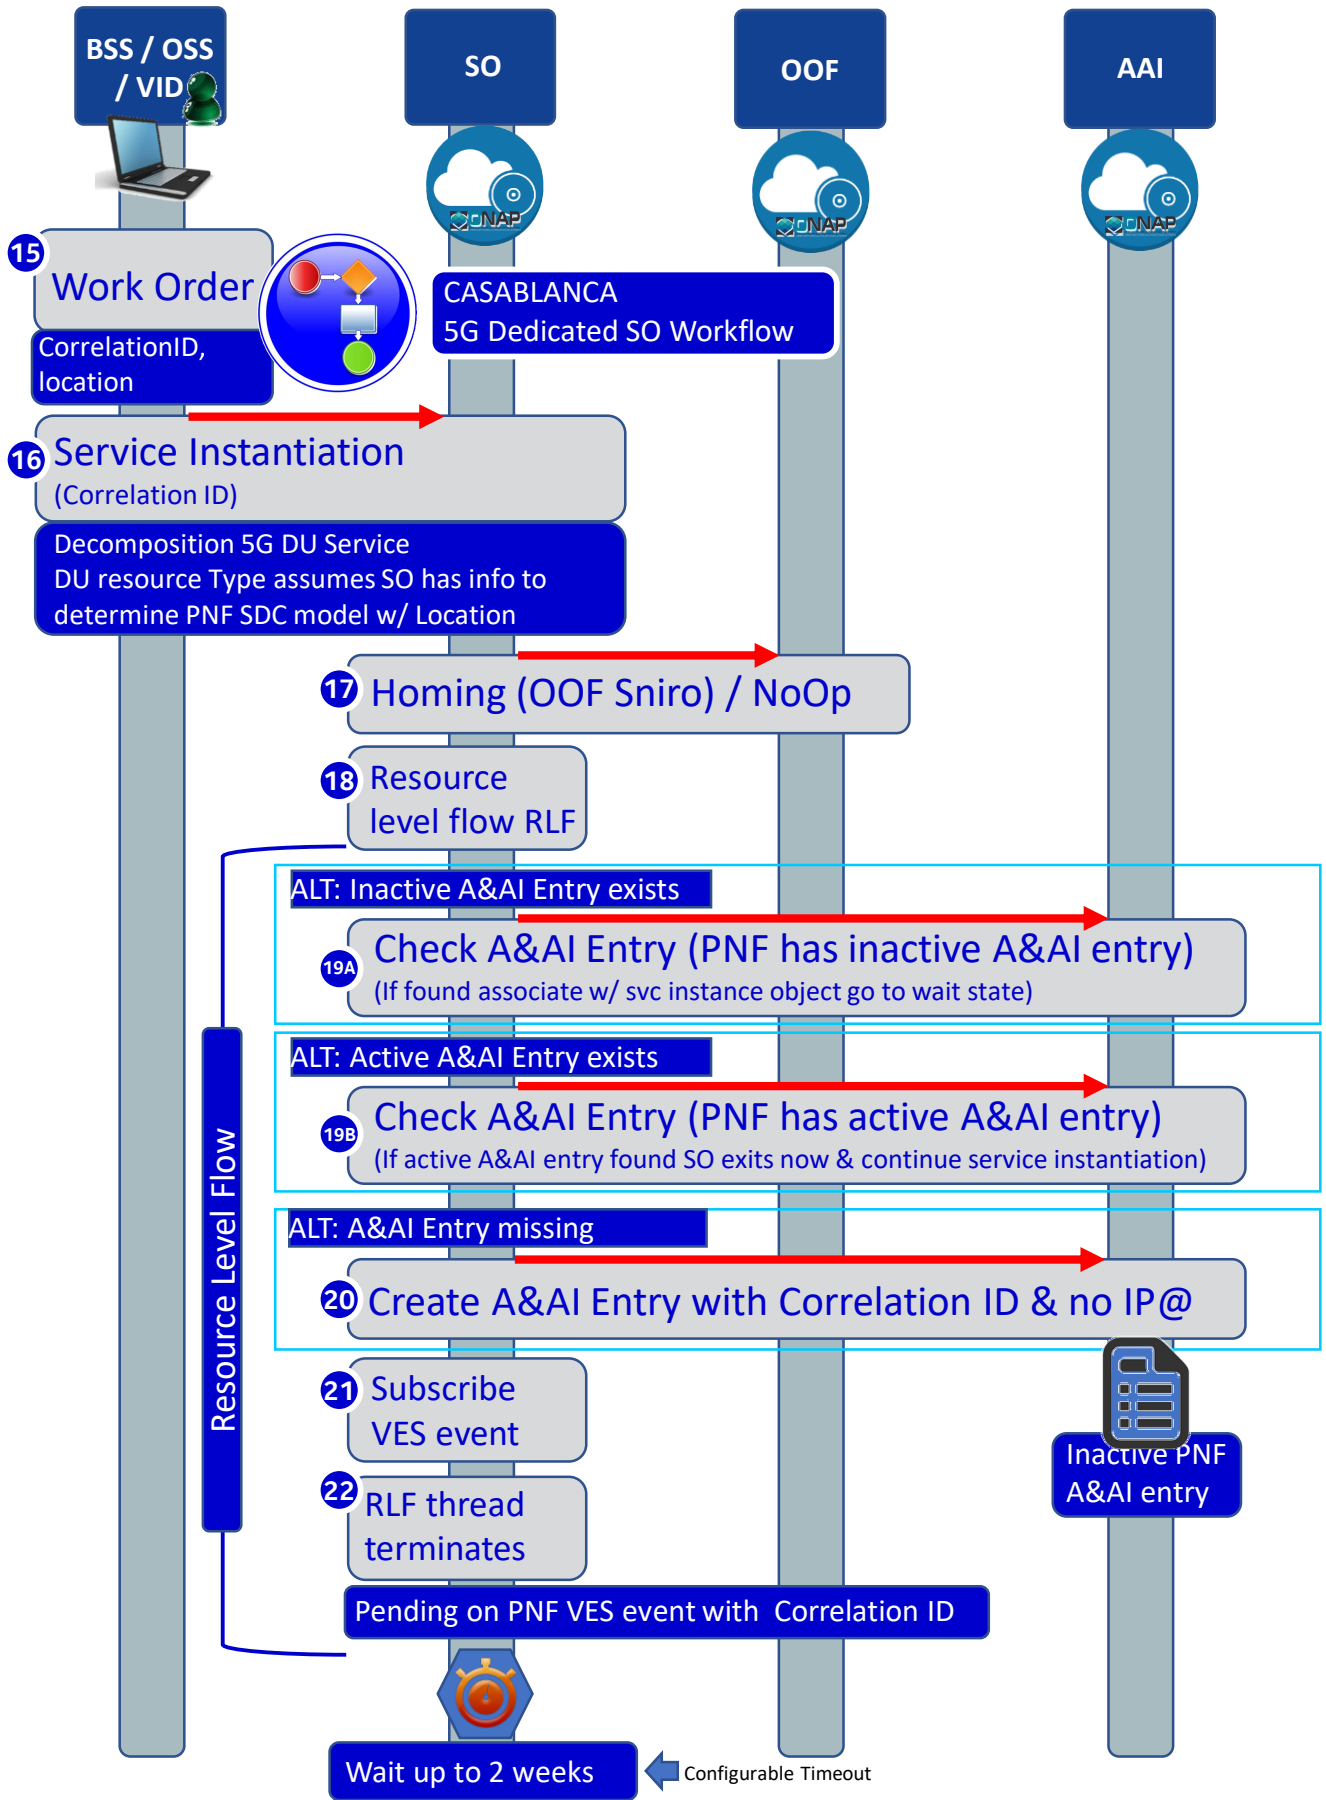 BSS / OSS
/ VID
SO
OOF
AAI
ONAP
ONAP
ONAP
15
Work Order
CorrelationID,
location
CASABLANCA
5G Dedicated SO Workflow
16
Service Instantiation
(Correlation ID)
Decomposition 5G DU Service
DU resource Type assumes SO has info to
determine PNF SDC model w/ Location
17
Homing (OOF Sniro) / NoOp
18
Resource
level flow RLF
Resource Level Flow
ALT: Inactive A&AI Entry exists
19A
Check A&AI Entry (PNF has inactive A&AI entry)
(If found associate w/ svc instance object go to wait state)
ALT: Active A&AI Entry exists
19B
Check A&AI Entry (PNF has active A&AI entry)
(If active A&AI entry found SO exits now & continue service instantiation)
ALT: A&AI Entry missing
20
Create A&AI Entry with Correlation ID & no IP@
21
Subscribe
VES event
Inactive PNF
A&AI entry
22
RLF thread
terminates
Pending on PNF VES event with Correlation ID
Wait up to 2 weeks
Configurable Timeout